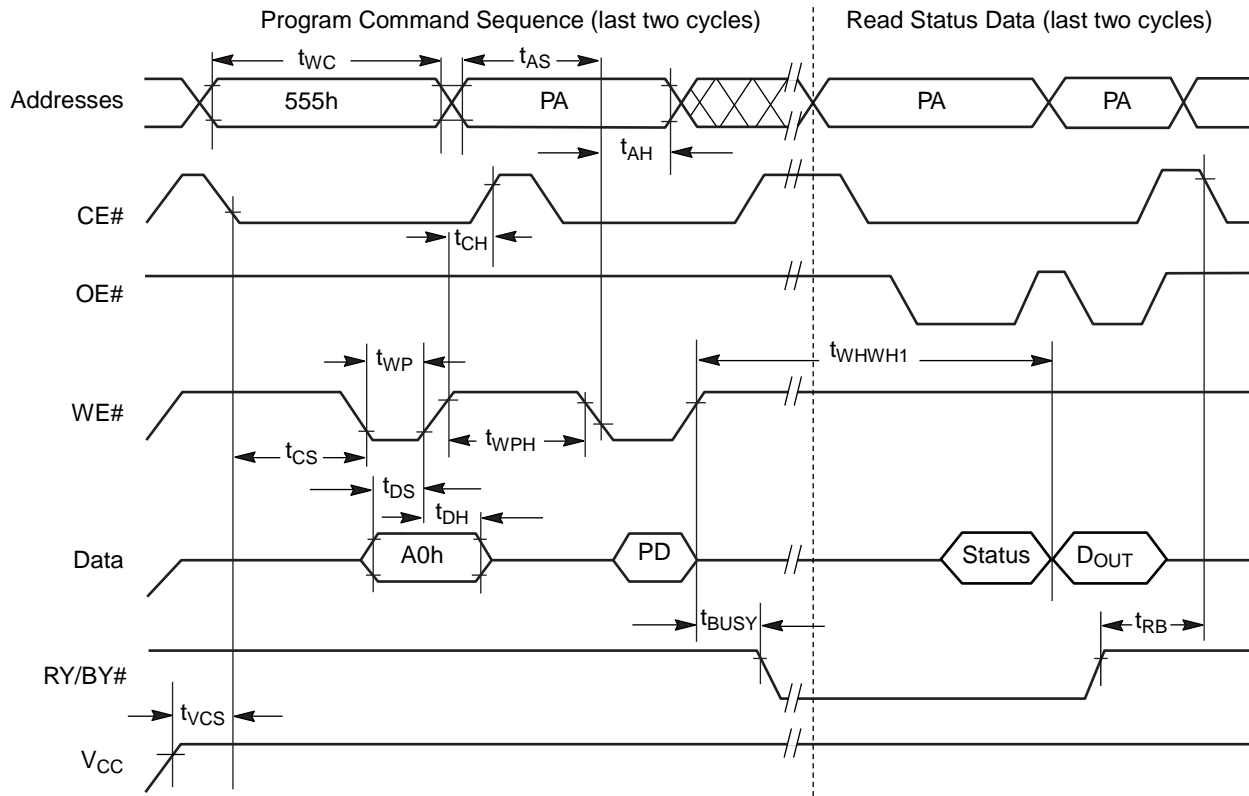 Program Command Sequence (last two cycles)
Read Status Data (last two cycles)
tWC
tAS
Addresses
555h
PA
PA
PA
tAH
CE#
tCH
OE#
tWP
tWHWH1
WE#
tCS
tWPH
tDS
tDH
Data
A0h
PD
Status
DOUT
tBUSY
tRB
RY/BY#
tVCS
VCC